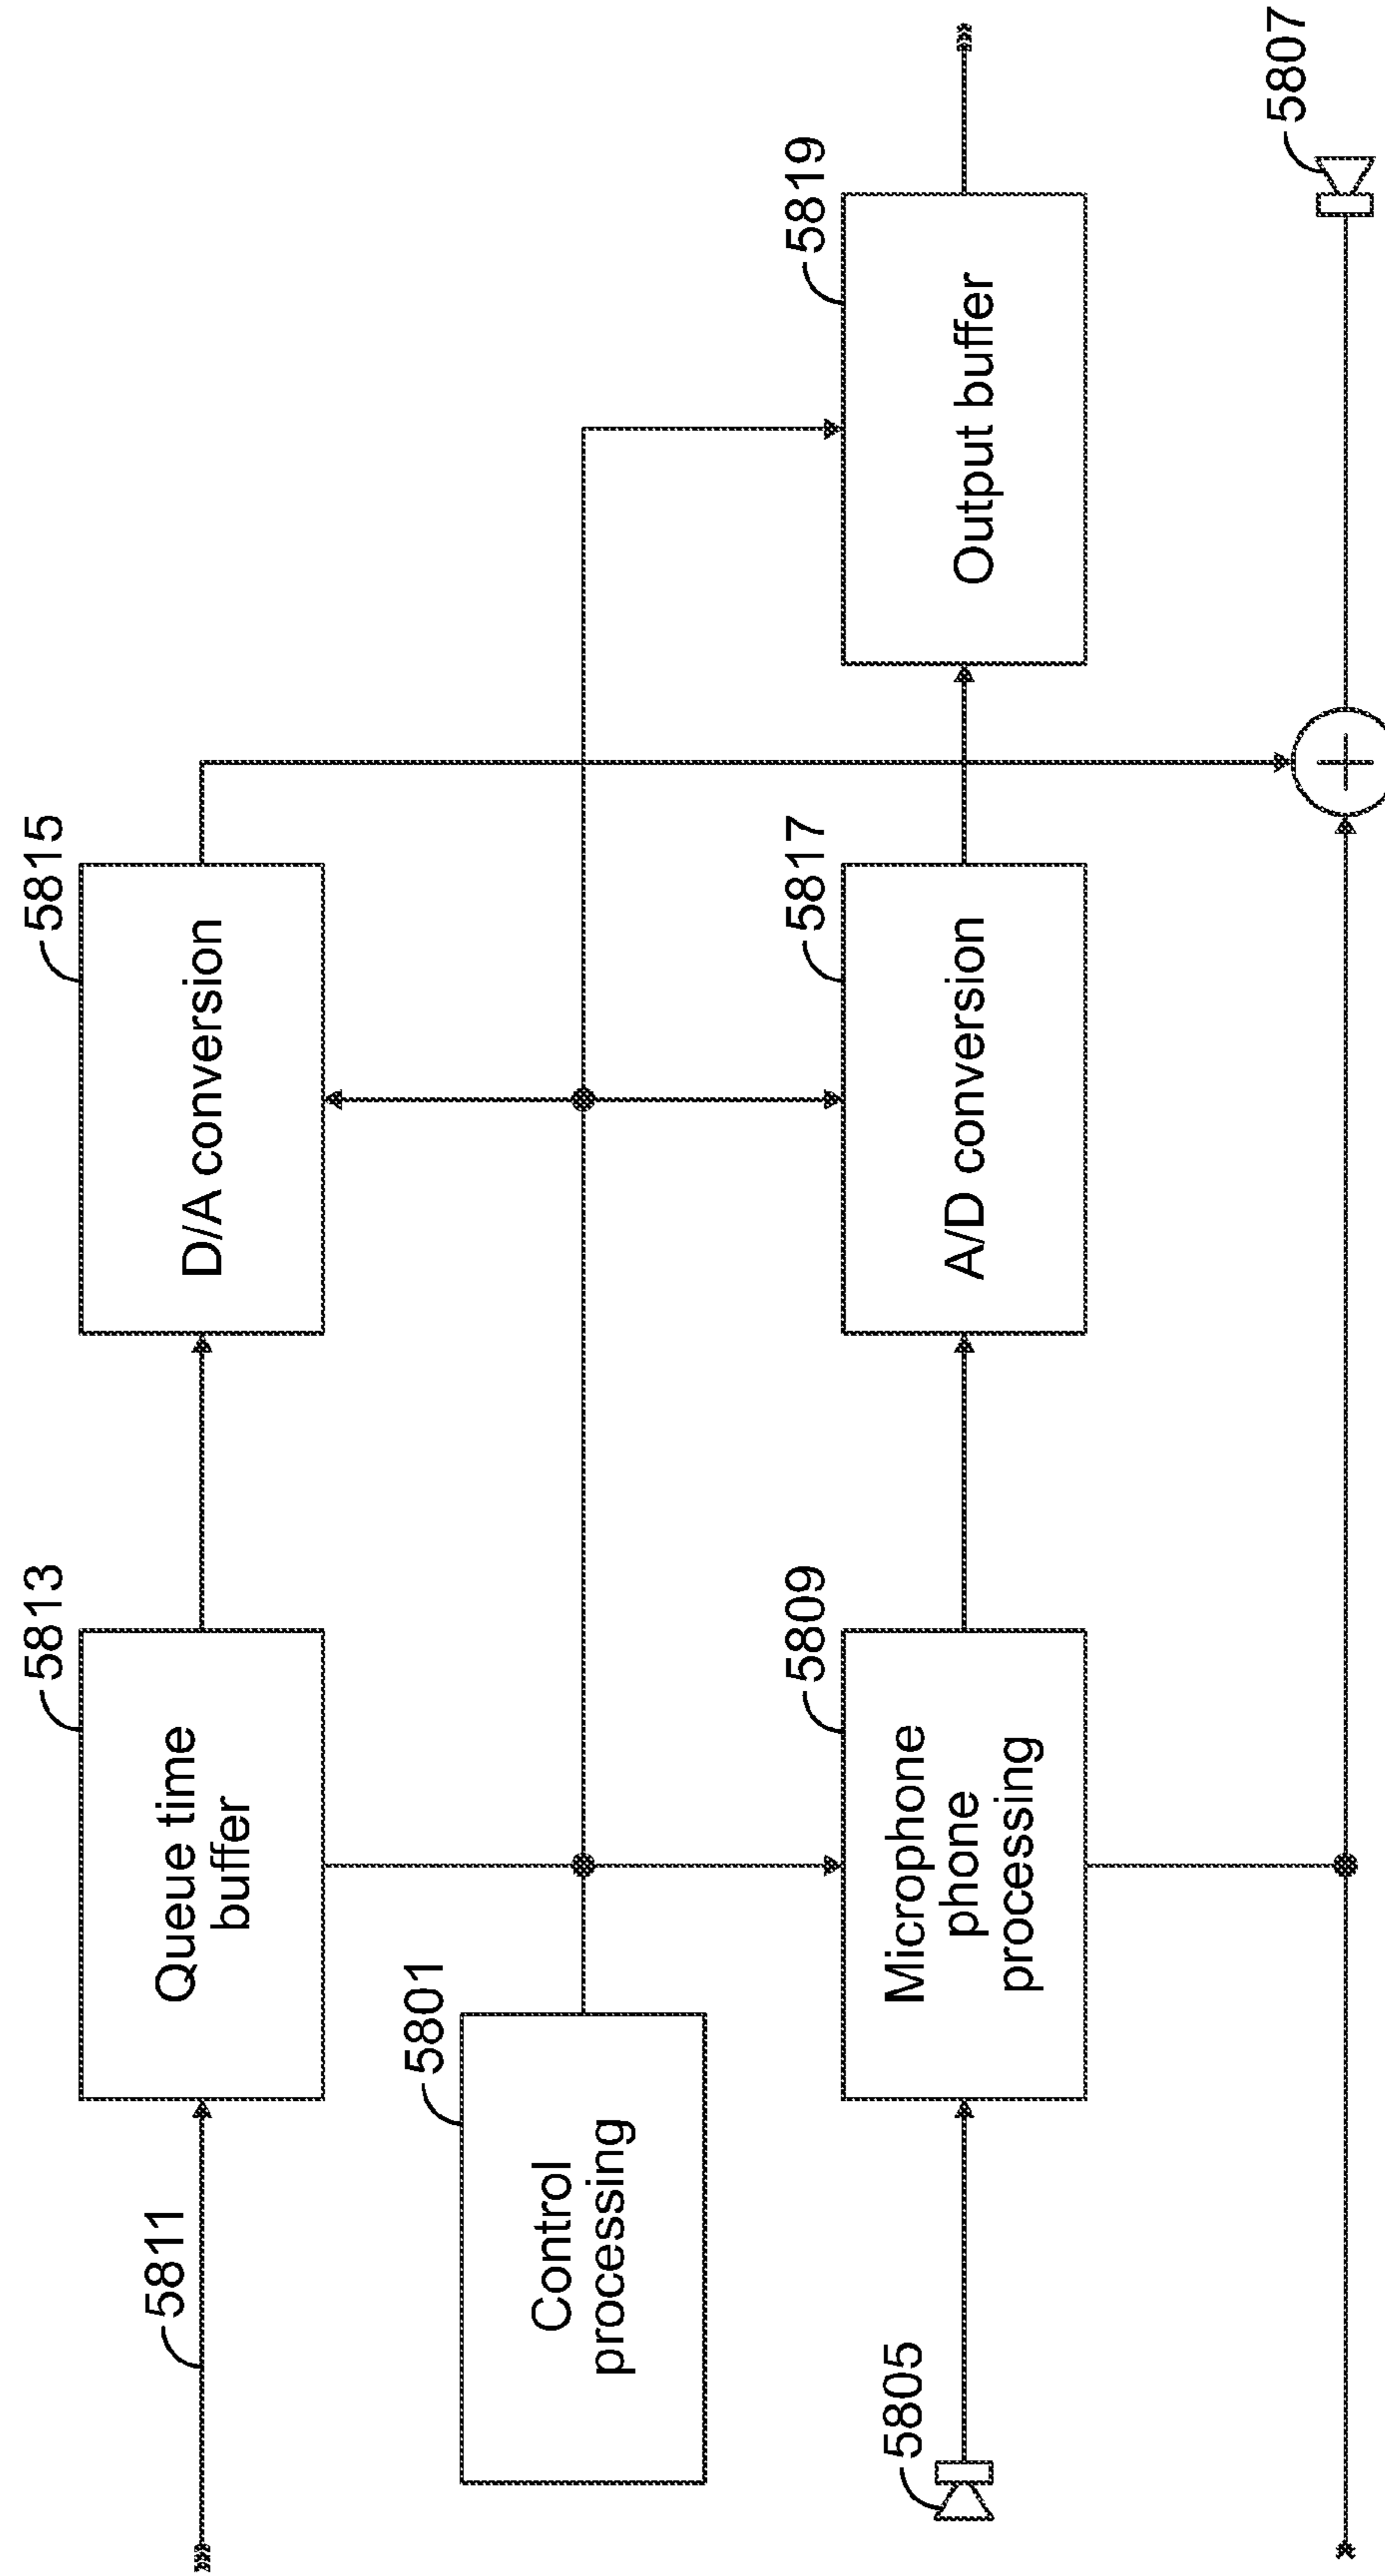 5811
5813
Queue time
buffer
5815
D/A conversion
5801
Control
processing
5805
5809
Microphone
phone
processing
5817
A/D conversion
5819
Output buffer
5807
+